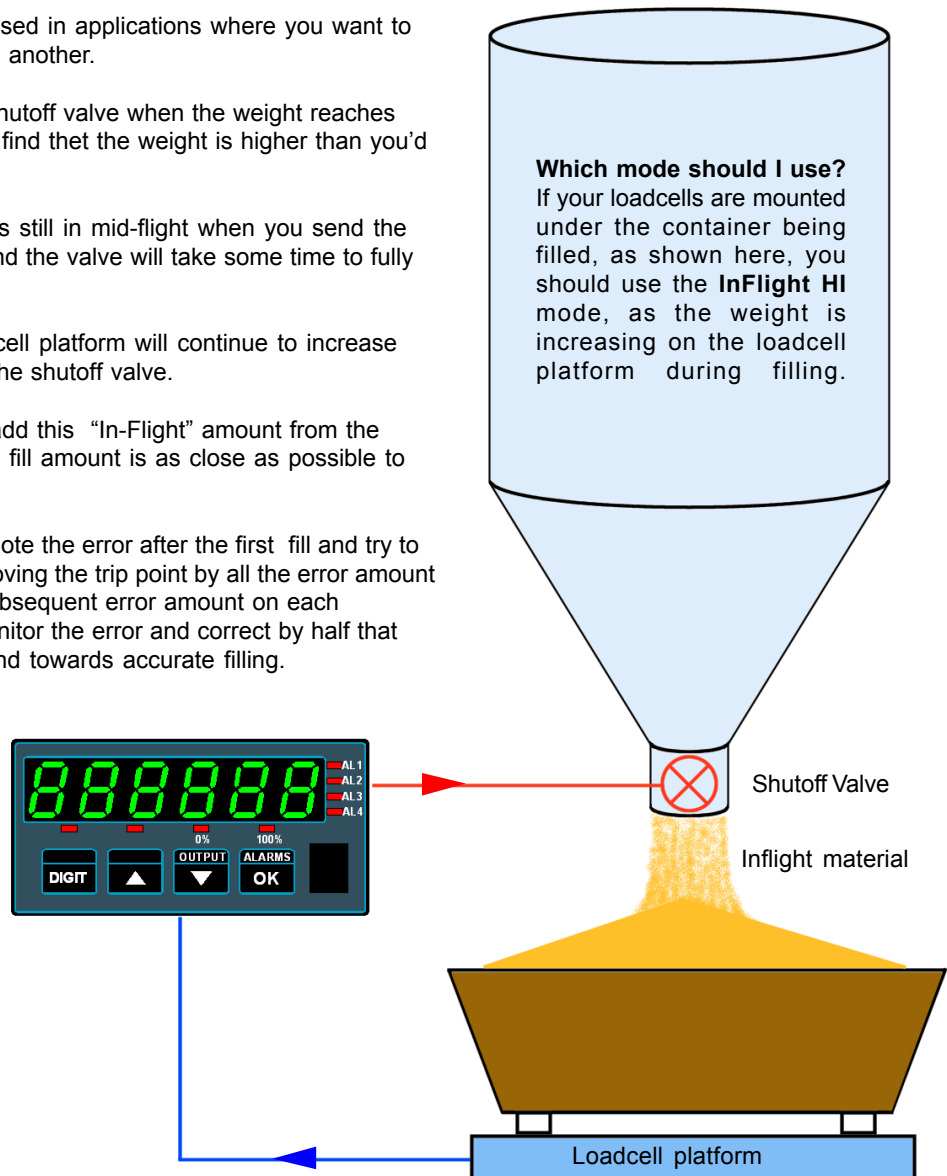 sed in applications where you want to
another.
hutoff valve when the weight reaches
find thet the weight is higher than you'd
s still in mid-flight when you send the
nd the valve will take some time to fully
cell platform will continue to increase
he shutoff valve.
add this “In-Flight” amount from the
fill amount is as close as possible to
ote the error after the first fill and try to
oving the trip point by all the error amount
ubsequent error amount on each
nitor the error and correct by half that
nd towards accurate filling.
Which mode should I use?
If your loadcells are mounted
under the container being
filled, as shown here, you
should use the InFlight HI
mode, as the weight is
increasing on the loadcell
platform during filling.
888888
AL1
AL2
AL3
AL4
0% 100%
OUTPUT ALARMS
DIGIT ▲ ▼ OK
Shutoff Valve
Inflight material
Loadcell platform